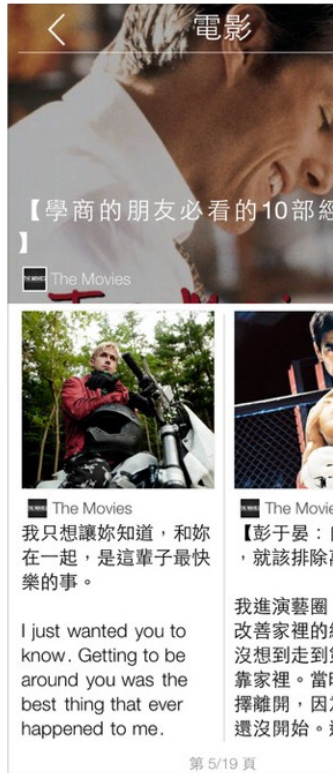 電影
【學商的朋友必看的10部經
】
The Movies
The Movies
我只想讓妳知道，和妳
在一起，是這輩子最快
樂的事。
I just wanted you to
know. Getting to be
around you was the
best thing that ever
happened to me.
The Movie
【彭于晏：
，就該排除
我進演藝圈
改善家裡的
沒想到走到
靠家裡。當
擇離開，因
還沒開始。
第 5/19 頁